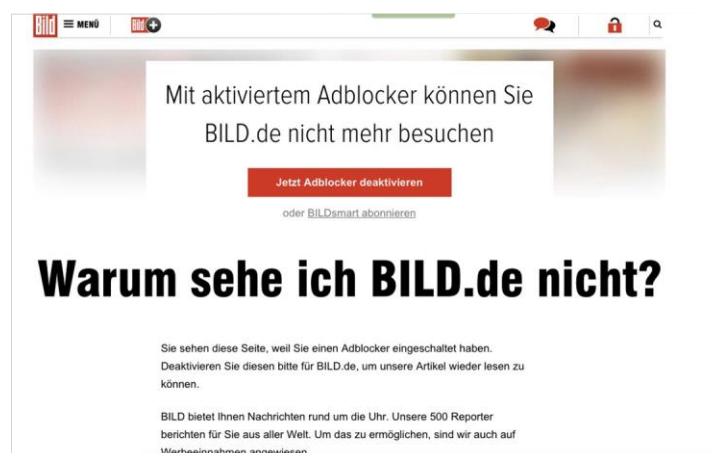 Bild MENÜ Bild+
Mit aktiviertem Adblocker können Sie
BILD.de nicht mehr besuchen
Jetzt Adblocker deaktivieren
oder BILDsmart abonnieren
Warum sehe ich BILD.de nicht?
Sie sehen diese Seite, weil Sie einen Adblocker eingeschaltet haben.
Deaktivieren Sie diesen bitte für BILD.de, um unsere Artikel wieder lesen zu
können.
BILD bietet Ihnen Nachrichten rund um die Uhr. Unsere 500 Reporter
berichten für Sie aus aller Welt. Um das zu ermöglichen, sind wir auch auf
Werbeeinnahmen angewiesen.